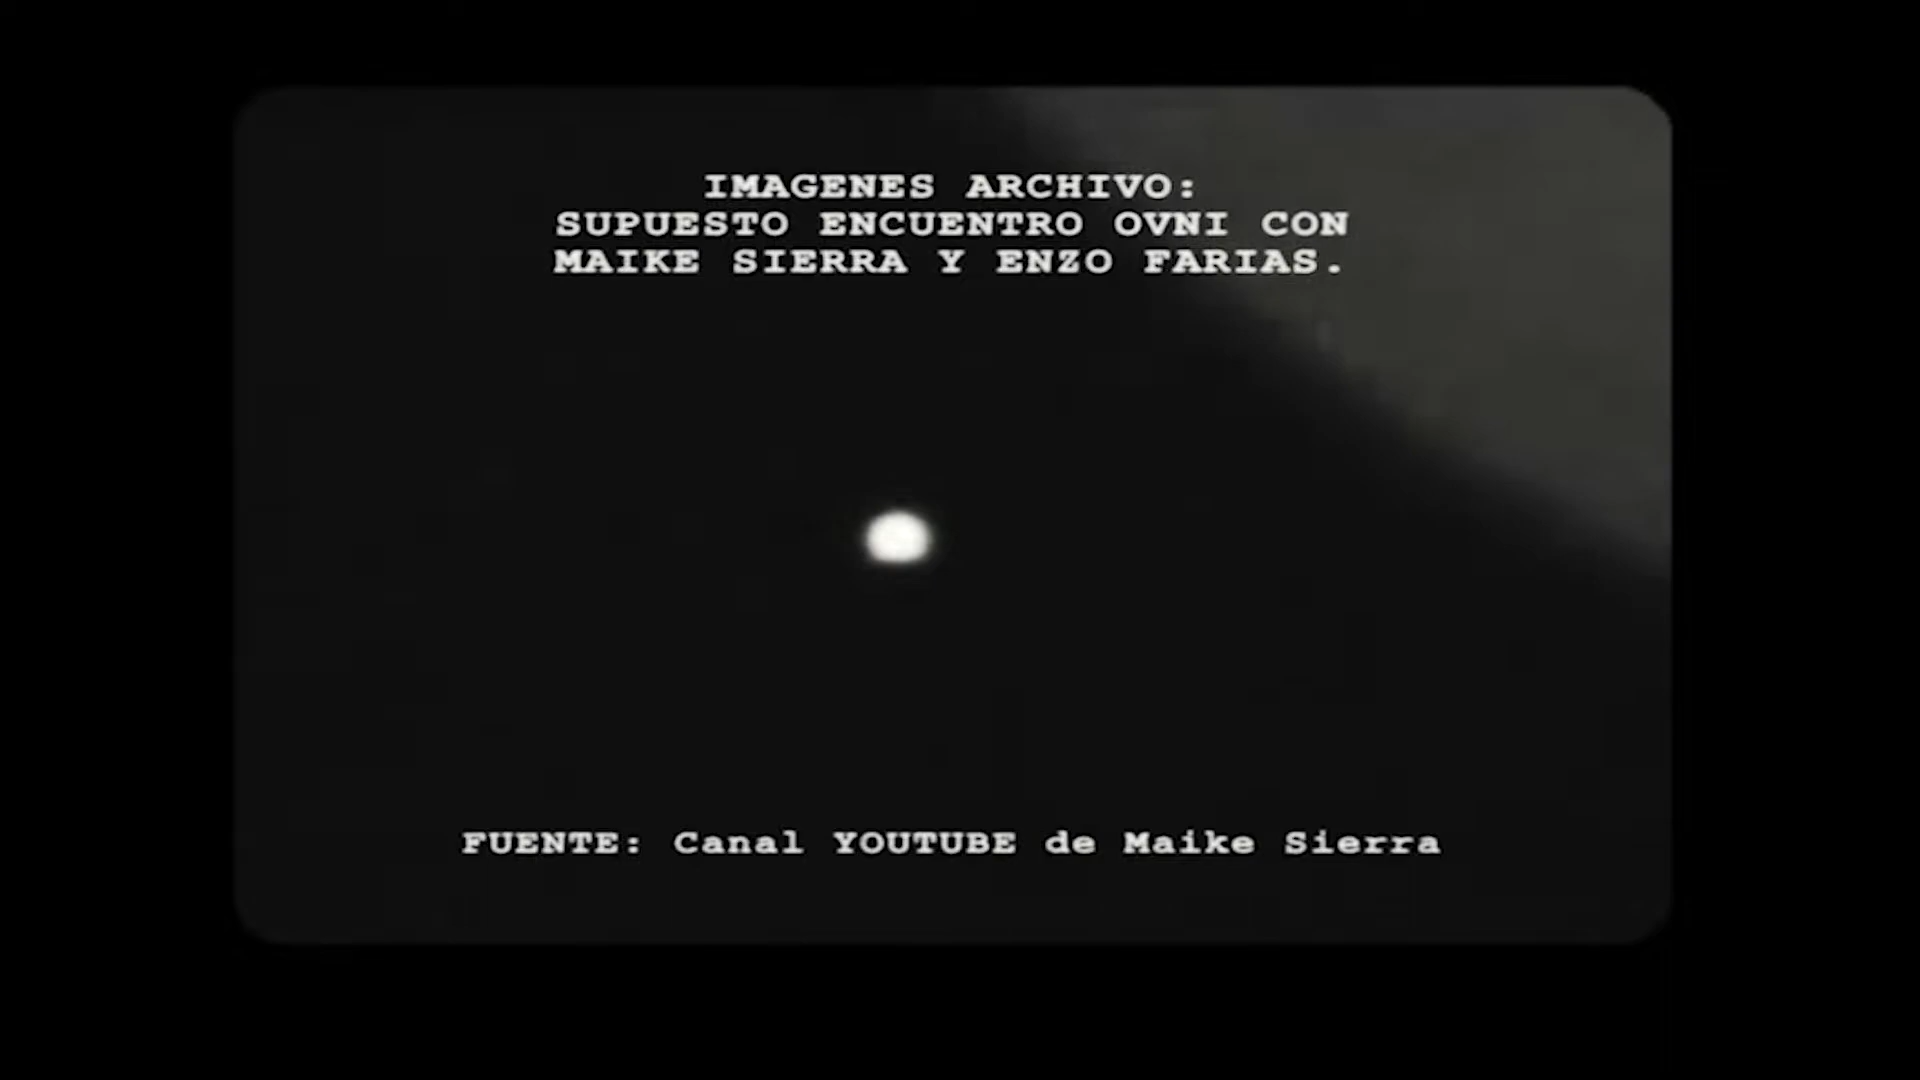 IMAGENES ARCHIVO:
SUPUESTO ENCUENTRO OVNI CON
MAIKE SIERRA Y ENZO FARIAS.
FUENTE: Canal YOUTUBE de Maike Sierra